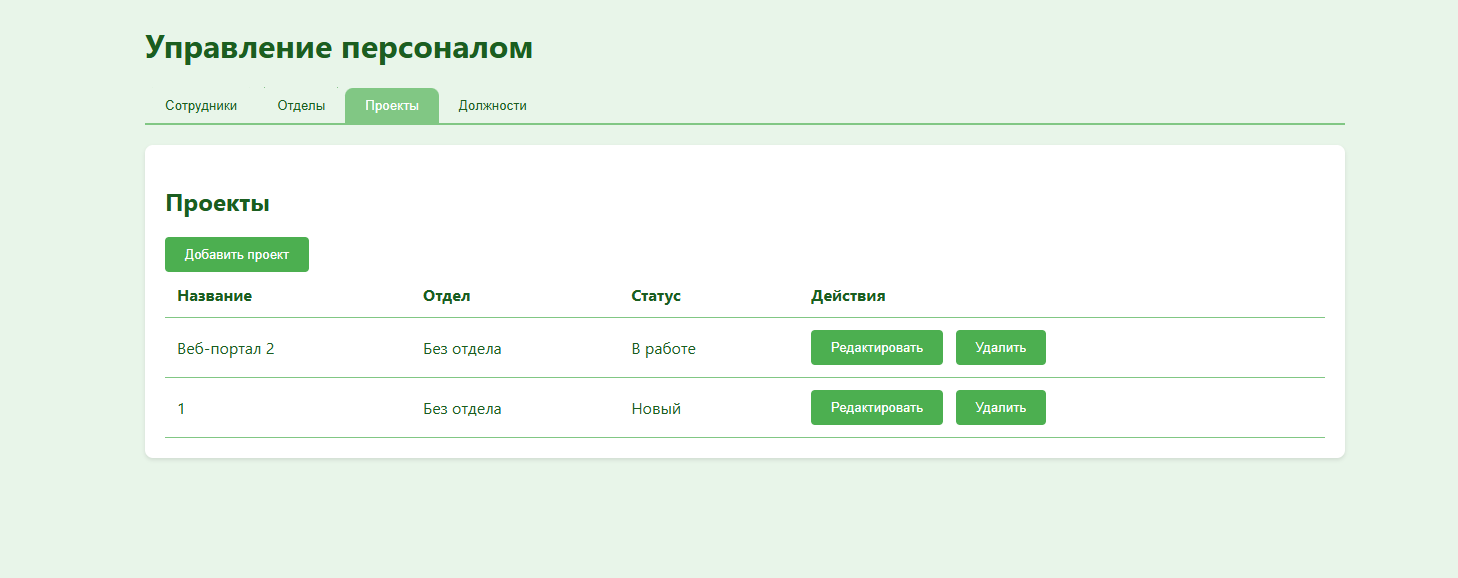 Управление персоналом
Сотрудники Отделы Проекты Должности
Проекты
Добавить проект
Название Отдел Статус Действия
Веб-портал 2 Без отдела В работе Редактировать Удалить
1 Без отдела Новый Редактировать Удалить